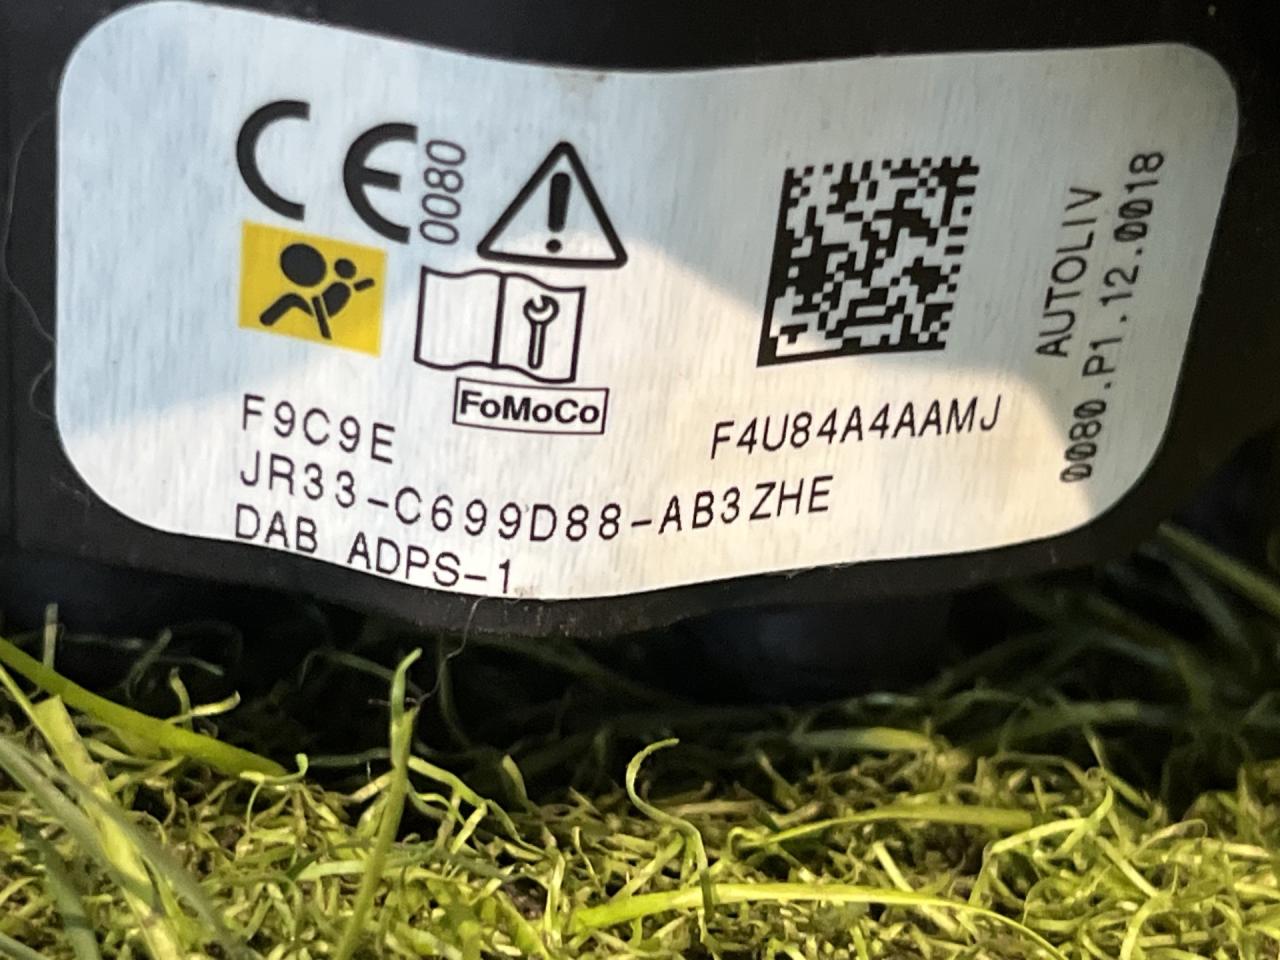 CE 0080
FoMoCo
F9C9E
F4U84A4AAMJ
JR33-C699D88-AB3ZHE
DAB ADPS-1
AUTOLIV
0080.P1.12.0018